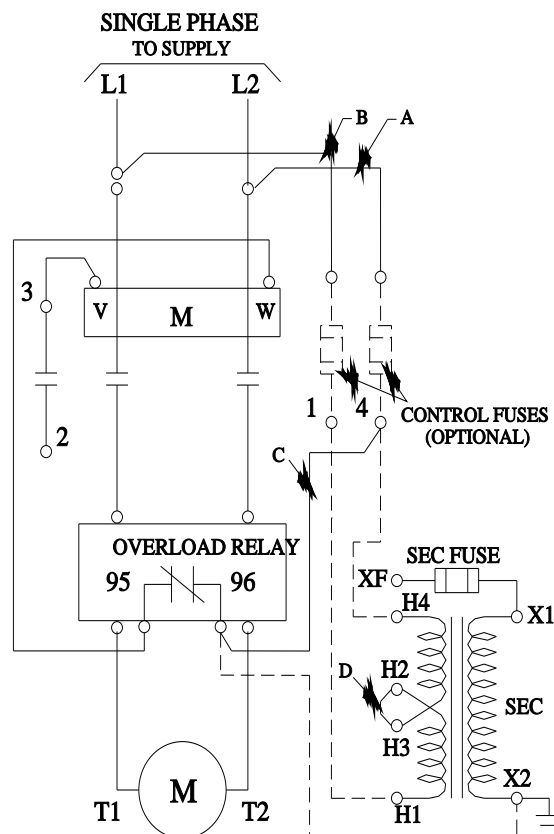 SINGLE PHASE
TO SUPPLY
L1 L2
B A
3
V M W
2
1 4
CONTROL FUSES
(OPTIONAL)
C
OVERLOAD RELAY
95 96
SEC FUSE
XF
H4 X1
D H2
SEC
H3
X2
H1
T1 M T2